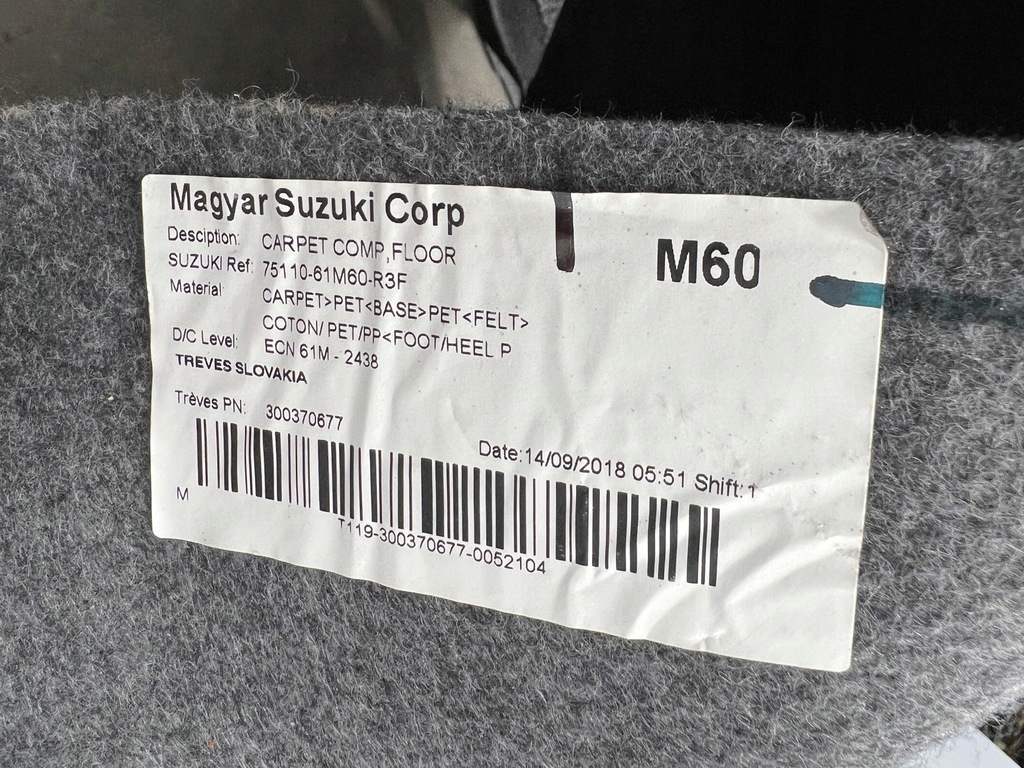 Magyar Suzuki Corp
M60
Desciption: CARPET COMP,FLOOR
SUZUKI Ref: 75110-61M60-R3F
Material CARPET>PET<BASE>PET<FELT>
COTON/ PET/PP<FOOT/HEEL P
D/C Level: ECN 61M - 2438
TREVES SLOVAKIA
Trèves PN: 300370677
Date:14/09/2018 05:51 Shift: 1
M
T119-300370677-0052104